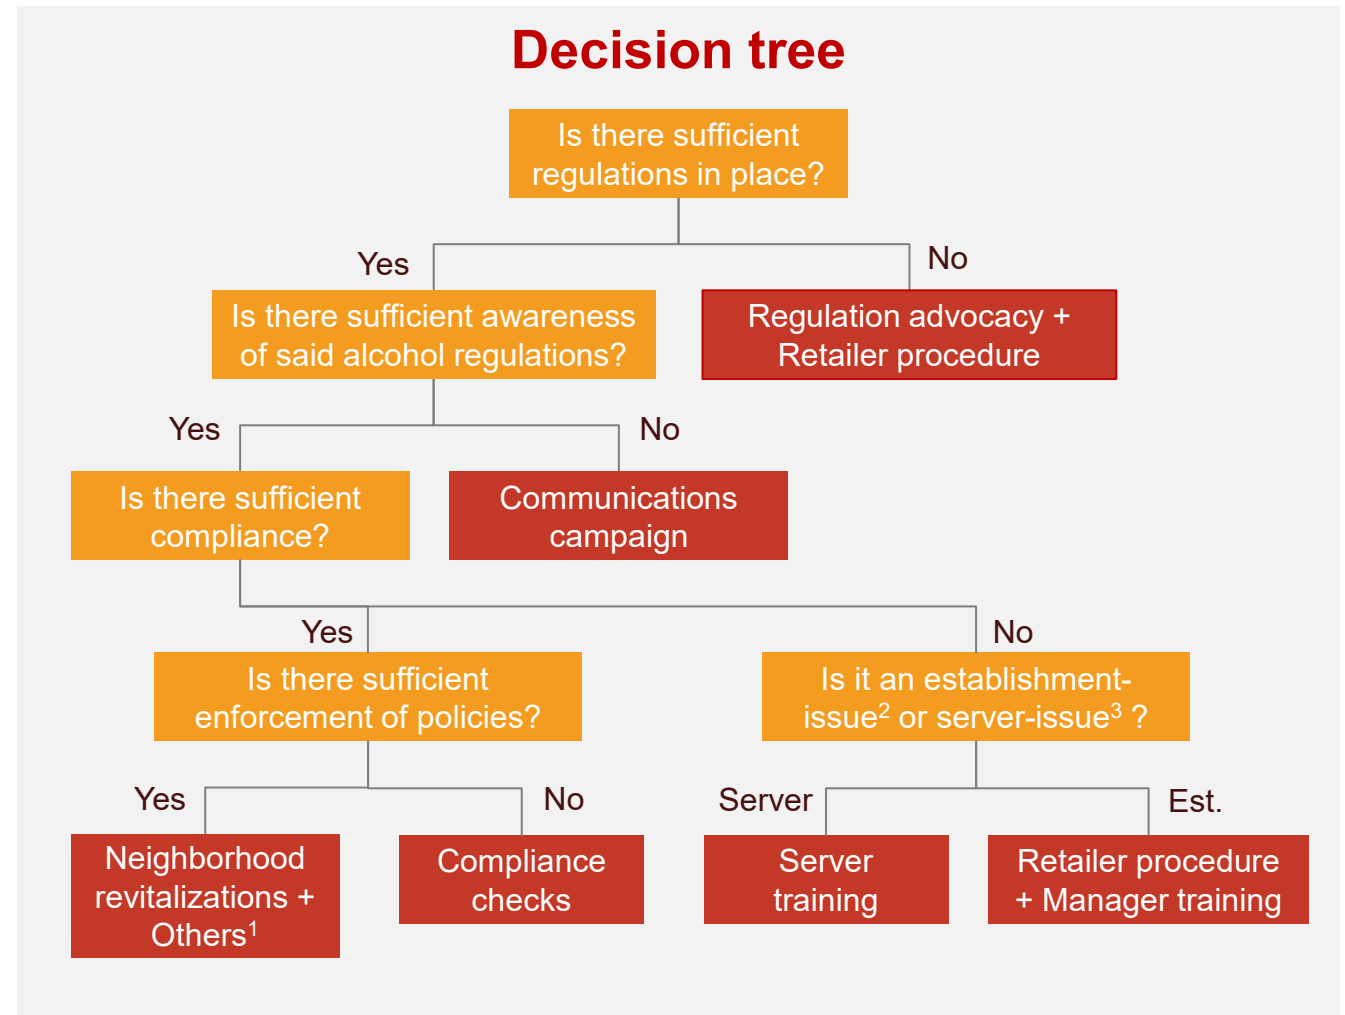 Decision tree
Is there sufficient
regulations in place?
Yes
No
Is there sufficient awareness
of said alcohol regulations?
Regulation advocacy +
Retailer procedure
Yes
No
Is there sufficient
compliance?
Communications
campaign
Yes
No
Is there sufficient
enforcement of policies?
Is it an establishment-
issue² or server-issue³ ?
Yes
No
Server
Est.
Neighborhood
revitalizations +
Others¹
Compliance
checks
Server
training
Retailer procedure
+ Manager training